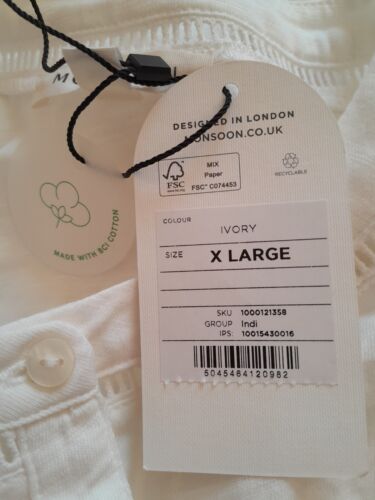 DESIGNED IN LONDON
MONSOON.CO.UK
FSC
MIX
Paper
FSC™ C074453
RECYCLABLE
MADE WITH BCI COTTON
COLOUR IVORY
SIZE X LARGE
SKU 1000121358
GROUP Indi
IPS: 10015430016
5045484120982